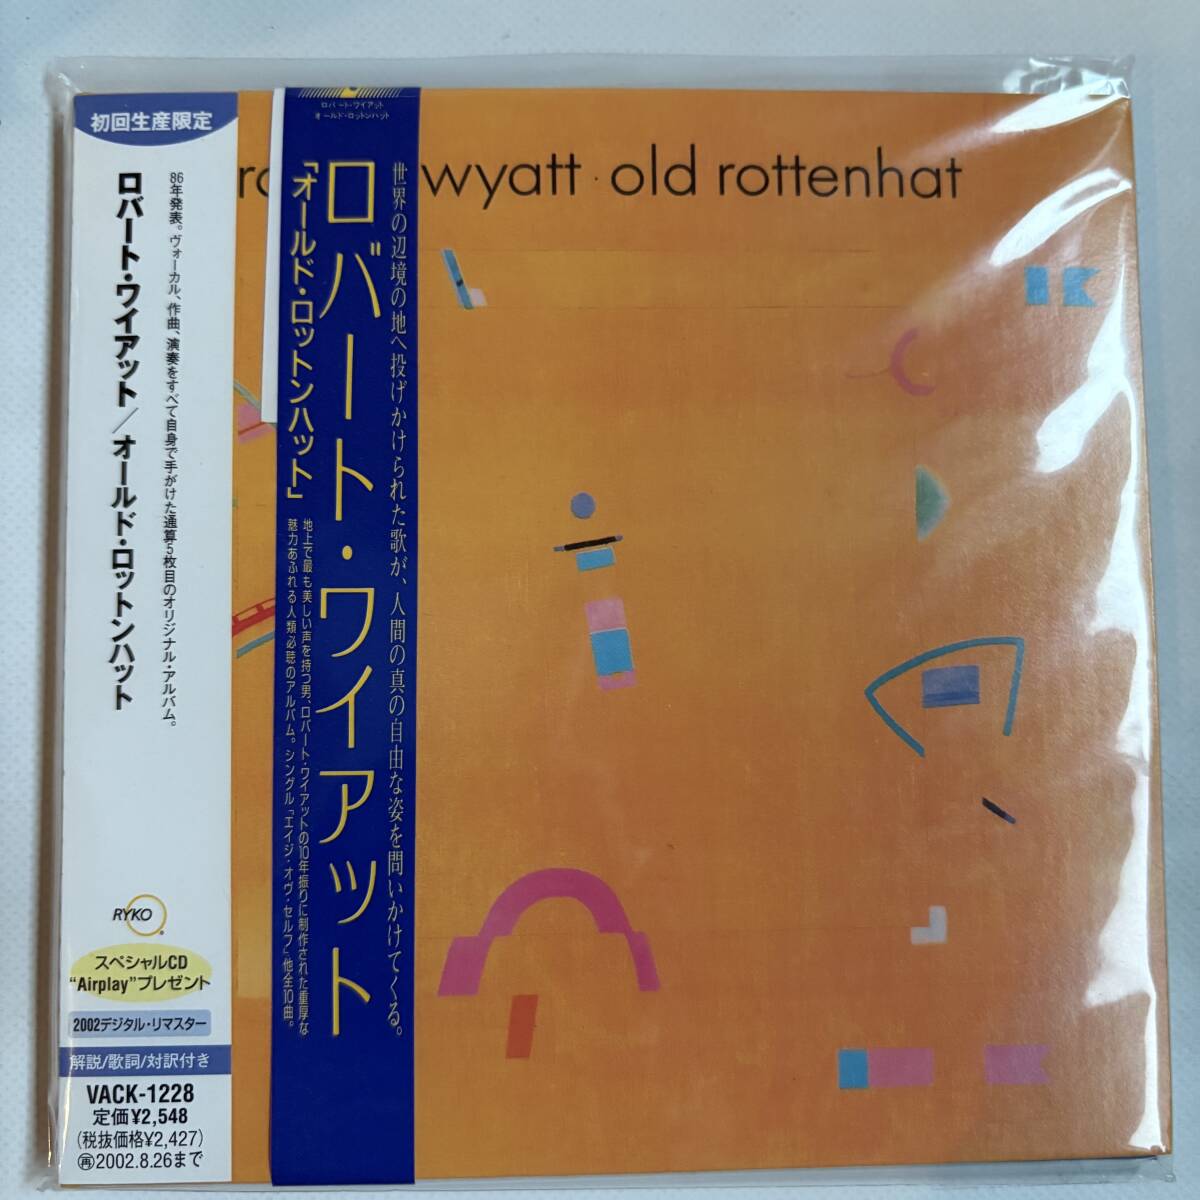 初回生産限定
ロバート・ワイアット/オールド・ロットンハット
86年発表。ヴォーカル、作曲、演奏をすべて自身で手がけた通算5枚目のオリジナル・アルバム。
RYKO
スペシャルCD
“Airplay”プレゼント
2002デジタル・リマスター
解説/歌詞/対訳付き
VACK-1228
定価¥2,548
(税抜価格¥2,427)
再2002.8.26まで
ロバート・ワイアット
オールド・ロットンハット
世界の辺境の地へ投げかけられた歌が、人間の真の自由な姿を問いかけてくる。
ロバート・ワイアット
「オールド・ロットンハット」
地上で最も美しい声を持つ男、ロバート・ワイアットの10年振りに制作された重厚な
魅力あふれる人類必聴のアルバム。シングル「エイジ・オヴ・セルフ」他全10曲。
wyatt · old rottenhat